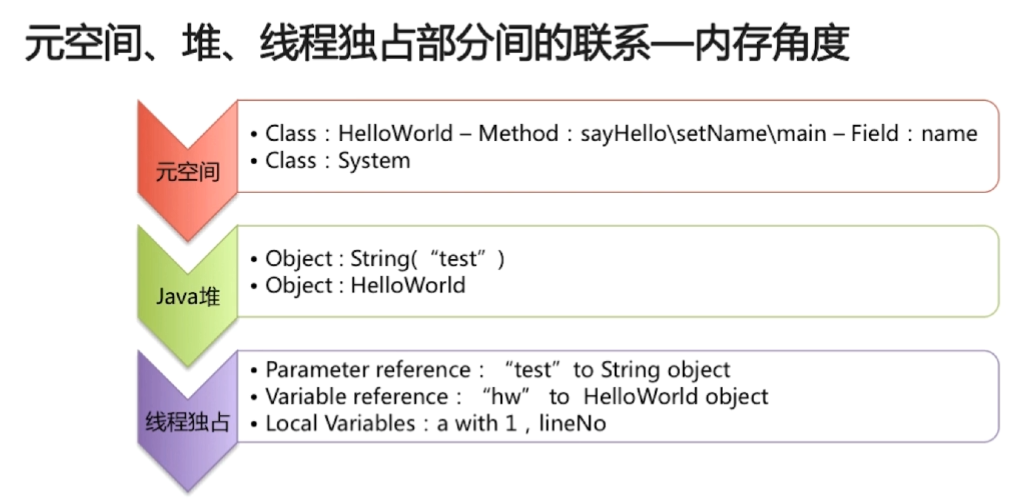 元空间、堆、线程独占部分间的联系—内存角度
元空间
• Class：HelloWorld – Method：sayHello\setName\main – Field：name
• Class：System
Java堆
• Object : String(“test”)
• Object : HelloWorld
线程独占
• Parameter reference：“test” to String object
• Variable reference：“hw” to HelloWorld object
• Local Variables：a with 1 , lineNo